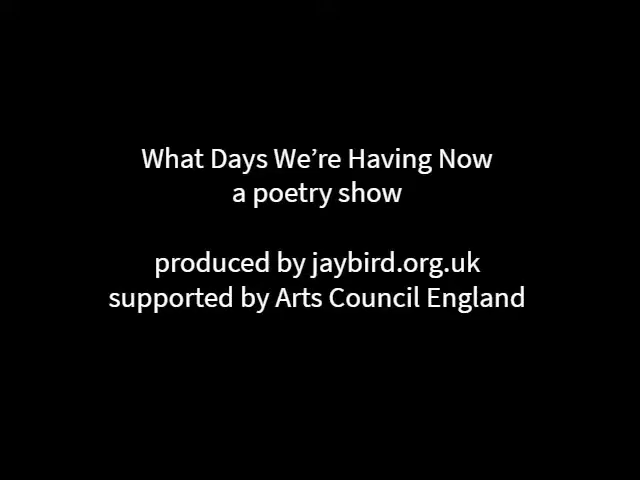 What Days We’re Having Now
a poetry show
produced by jaybird.org.uk
supported by Arts Council England